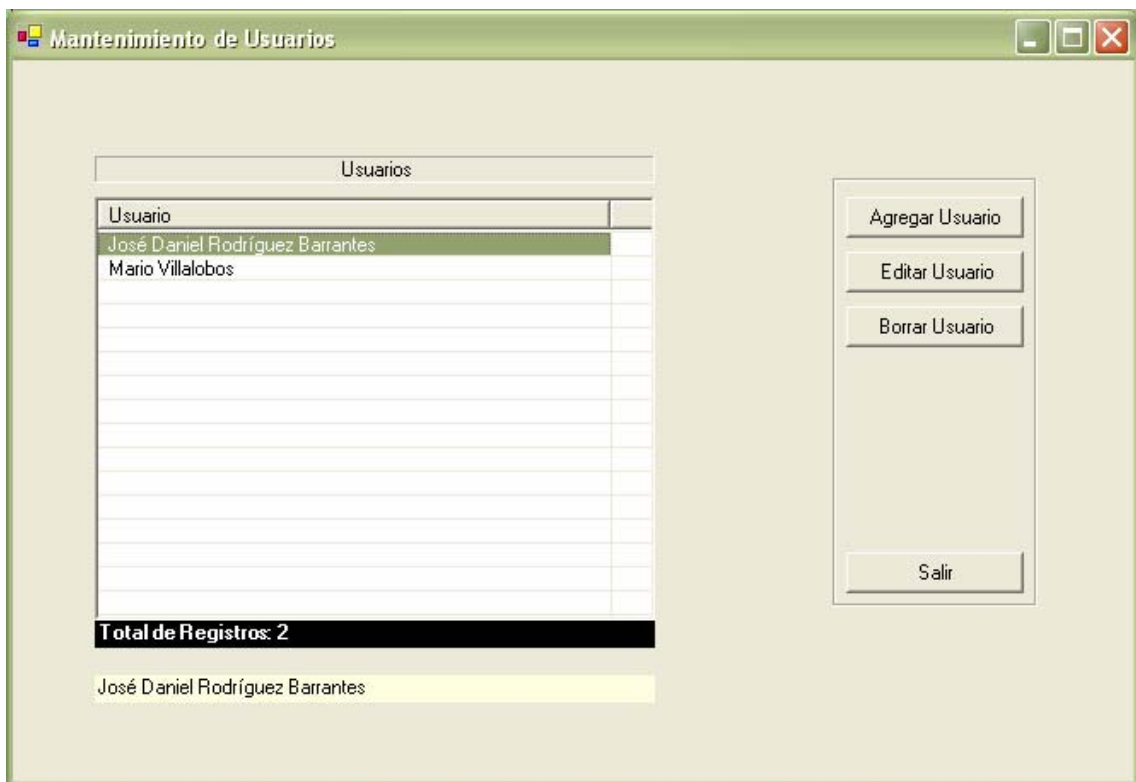 Mantenimiento de Usuarios
Usuarios
Usuario
José Daniel Rodríguez Barrantes
Mario Villalobos
Total de Registros: 2
José Daniel Rodríguez Barrantes
Agregar Usuario
Editar Usuario
Borrar Usuario
Salir